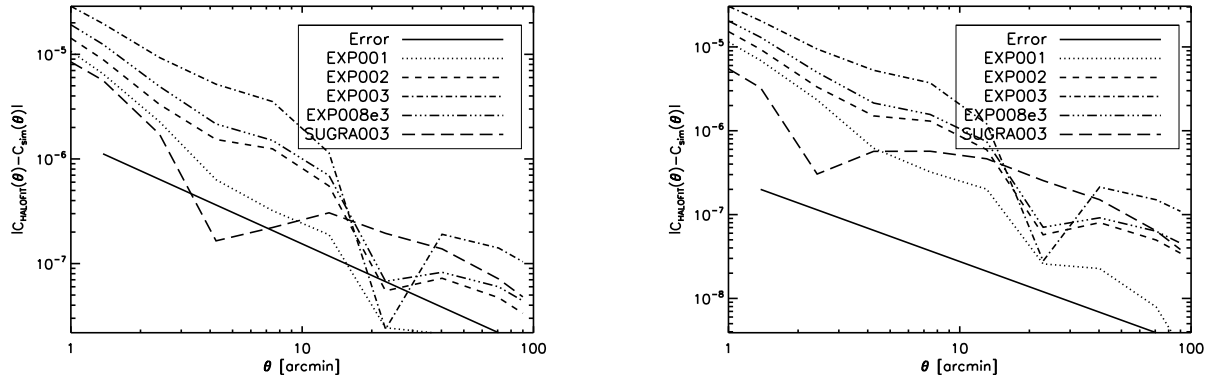 |C_HALOFIT(θ)−C_sim(θ)|
10^-5
10^-6
10^-7
Error
EXP001
EXP002
EXP003
EXP008e3
SUGRA003
1 10 100
θ [arcmin]
|C_HALOFIT(θ)−C_sim(θ)|
10^-5
10^-6
10^-7
10^-8
Error
EXP001
EXP002
EXP003
EXP008e3
SUGRA003
1 10 100
θ [arcmin]